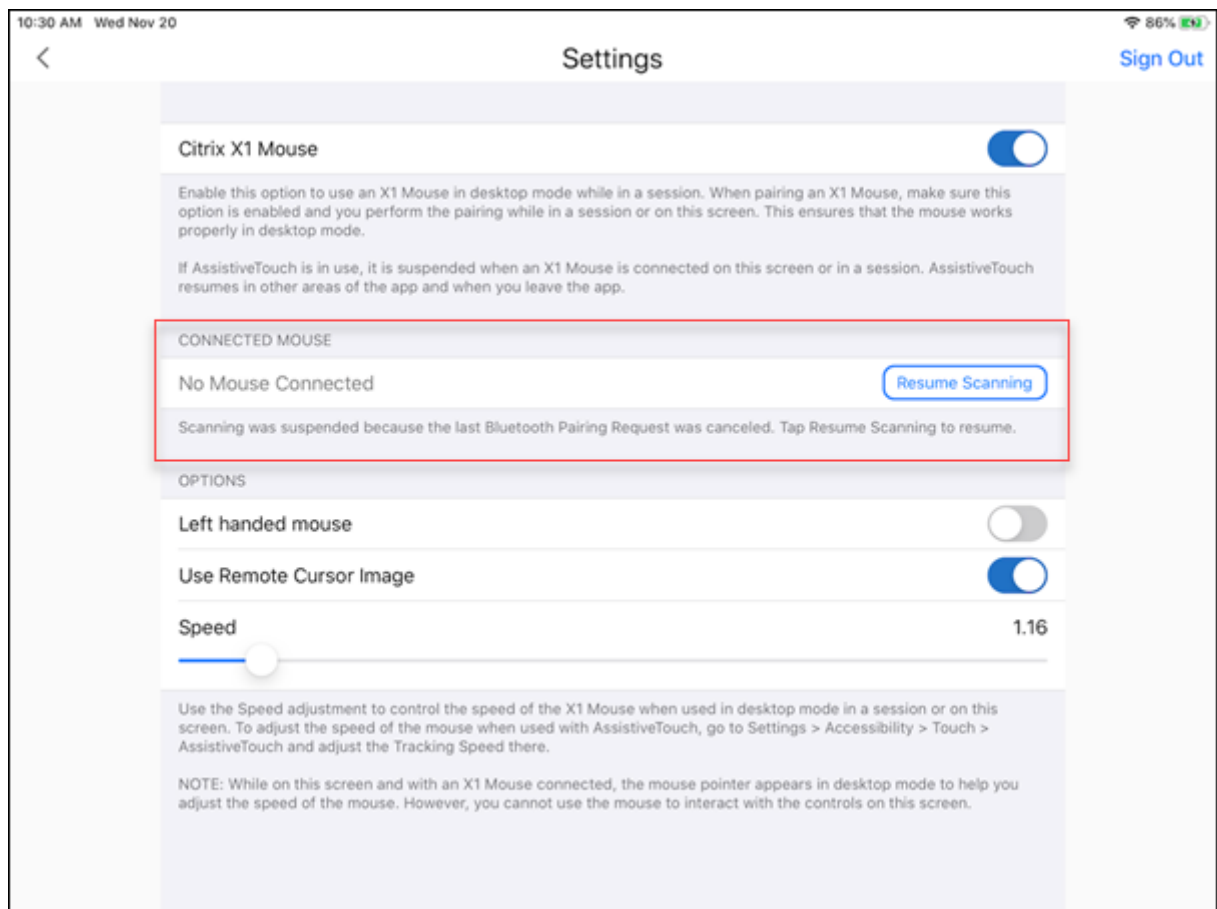 10:30 AM Wed Nov 20
86%
Settings
Sign Out
Citrix X1 Mouse
Enable this option to use an X1 Mouse in desktop mode while in a session. When pairing an X1 Mouse, make sure this
option is enabled and you perform the pairing while in a session or on this screen. This ensures that the mouse works
properly in desktop mode.
If AssistiveTouch is in use, it is suspended when an X1 Mouse is connected on this screen or in a session. AssistiveTouch
resumes in other areas of the app and when you leave the app.
CONNECTED MOUSE
No Mouse Connected
Resume Scanning
Scanning was suspended because the last Bluetooth Pairing Request was canceled. Tap Resume Scanning to resume.
OPTIONS
Left handed mouse
Use Remote Cursor Image
Speed
1.16
Use the Speed adjustment to control the speed of the X1 Mouse when used in desktop mode in a session or on this
screen. To adjust the speed of the mouse when used with AssistiveTouch, go to Settings > Accessibility > Touch >
AssistiveTouch and adjust the Tracking Speed there.
NOTE: While on this screen and with an X1 Mouse connected, the mouse pointer appears in desktop mode to help you
adjust the speed of the mouse. However, you cannot use the mouse to interact with the controls on this screen.